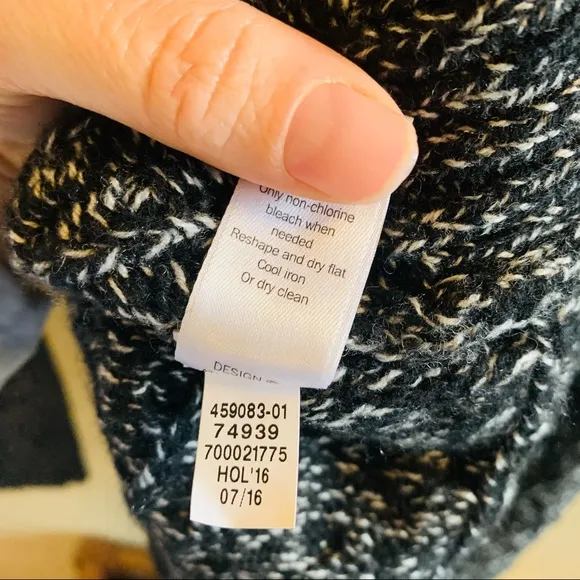 Only non-chlorine
bleach when
needed
Reshape and dry flat
Cool iron
Or dry clean
DESIGN
459083-01
74939
700021775
HOL'16
07/16